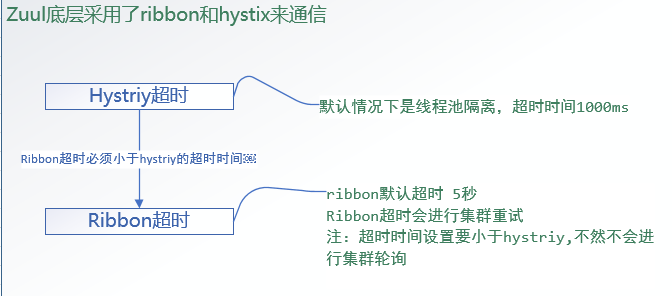 Zuul底层采用了ribbon和hystix来通信
Hystriy超时
默认情况下是线程池隔离，超时时间1000ms
Ribbon超时必须小于hystriy的超时时间￼
ribbon默认超时 5秒
Ribbon超时
Ribbon超时会进行集群重试
注：超时时间设置要小于hystriy,不然不会进
行集群轮询